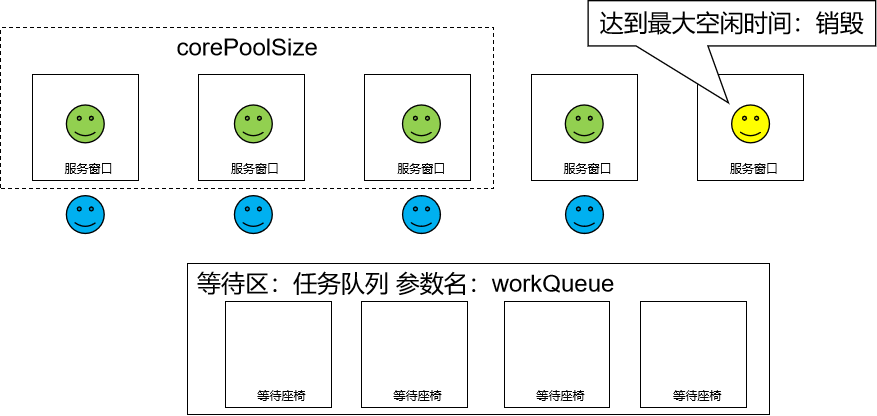 达到最大空闲时间：销毁
corePoolSize
服务窗口
服务窗口
服务窗口
服务窗口
服务窗口
等待区：任务队列 参数名：workQueue
等待座椅
等待座椅
等待座椅
等待座椅